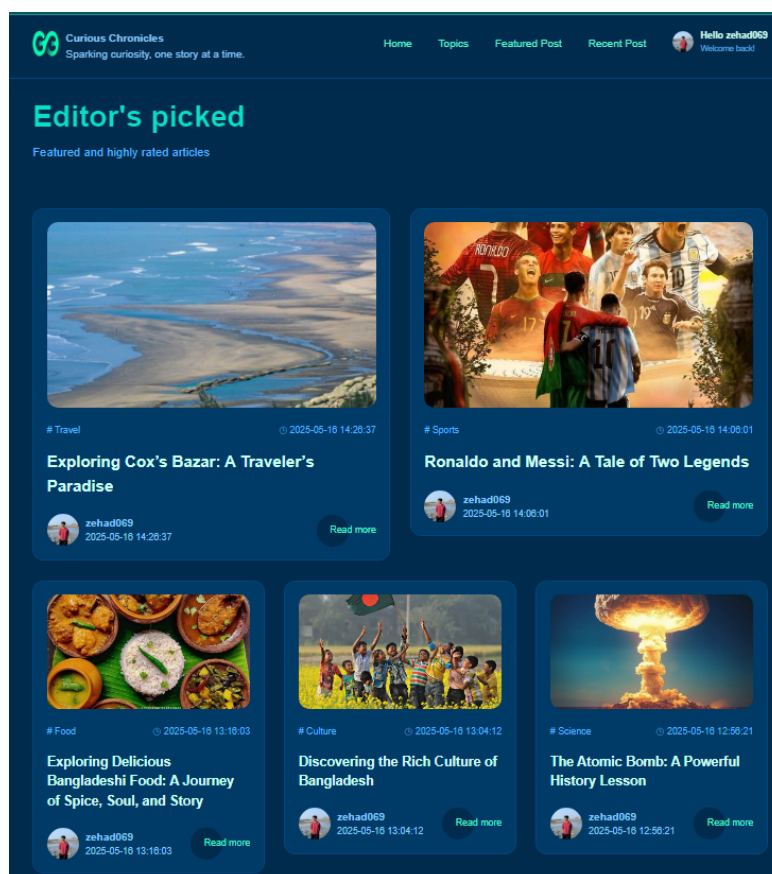 Curious Chronicles
Sparking curiosity, one story at a time.
Home
Topics
Featured Post
Recent Post
Hello zehad069
Welcome back!
Editor's picked
Featured and highly rated articles
RONALDO
7
17
10
10
7
10
# Travel
2025-05-16 14:26:37
Exploring Cox’s Bazar: A Traveler’s
Paradise
zehad069
2025-05-16 14:26:37
Read more
# Sports
2025-05-16 14:06:01
Ronaldo and Messi: A Tale of Two Legends
zehad069
2025-05-16 14:06:01
Read more
# Food
2025-05-16 13:16:03
Exploring Delicious
Bangladeshi Food: A Journey
of Spice, Soul, and Story
zehad069
2025-05-16 13:16:03
Read more
# Culture
2025-05-16 13:04:12
Discovering the Rich Culture of
Bangladesh
zehad069
2025-05-16 13:04:12
Read more
# Science
2025-05-16 12:56:21
The Atomic Bomb: A Powerful
History Lesson
zehad069
2025-05-16 12:56:21
Read more